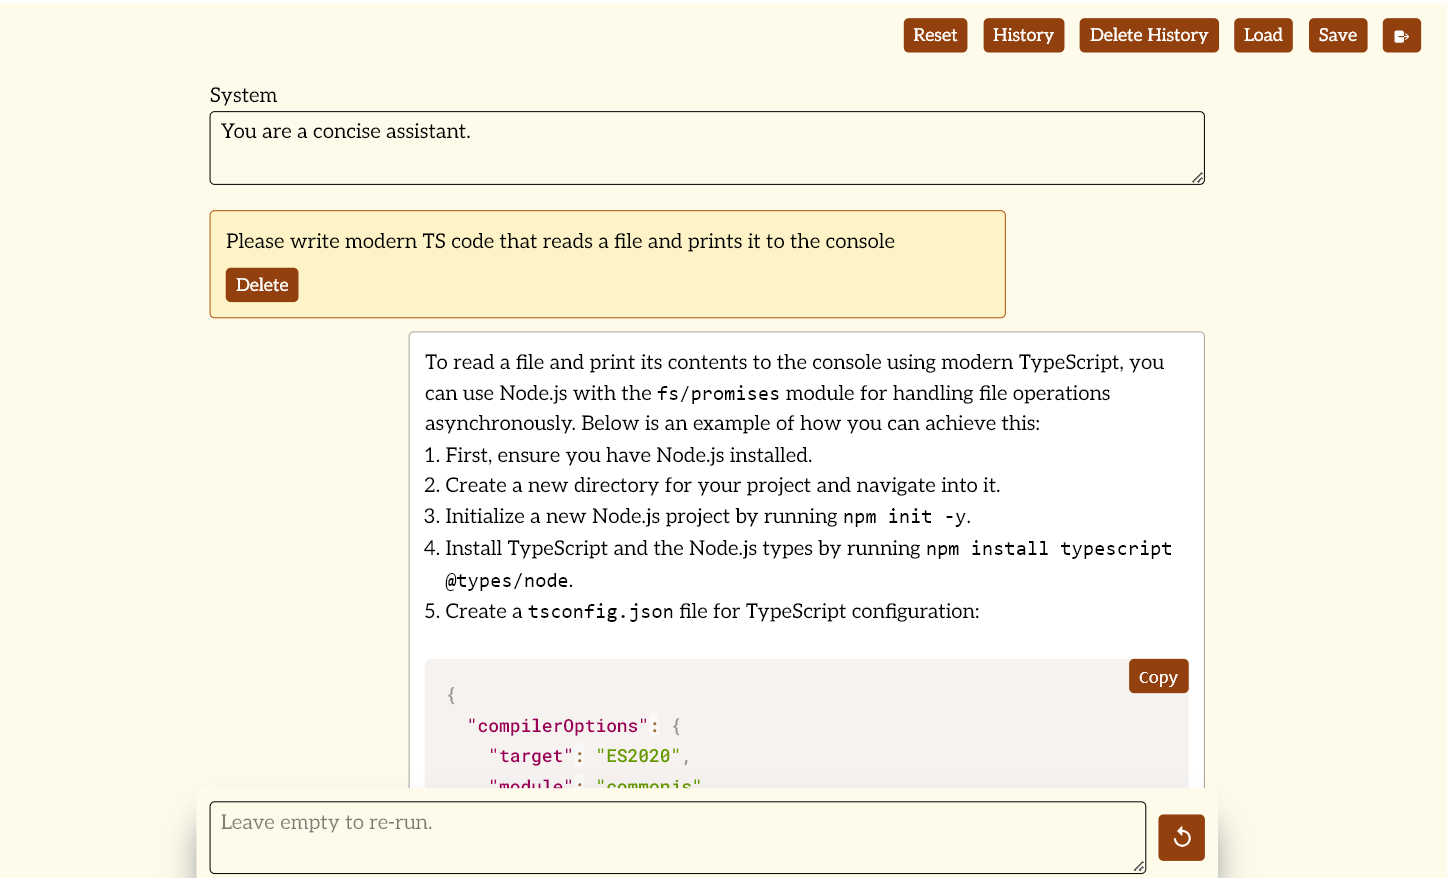 Reset History Delete History Load Save
System
You are a concise assistant.
Please write modern TS code that reads a file and prints it to the console
Delete
To read a file and print its contents to the console using modern TypeScript, you
can use Node.js with the fs/promises module for handling file operations
asynchronously. Below is an example of how you can achieve this:
1. First, ensure you have Node.js installed.
2. Create a new directory for your project and navigate into it.
3. Initialize a new Node.js project by running npm init -y.
4. Install TypeScript and the Node.js types by running npm install typescript
@types/node.
5. Create a tsconfig.json file for TypeScript configuration:
Copy
{
"compilerOptions": {
"target": "ES2020",
"module": "commonjs"
Leave empty to re-run.